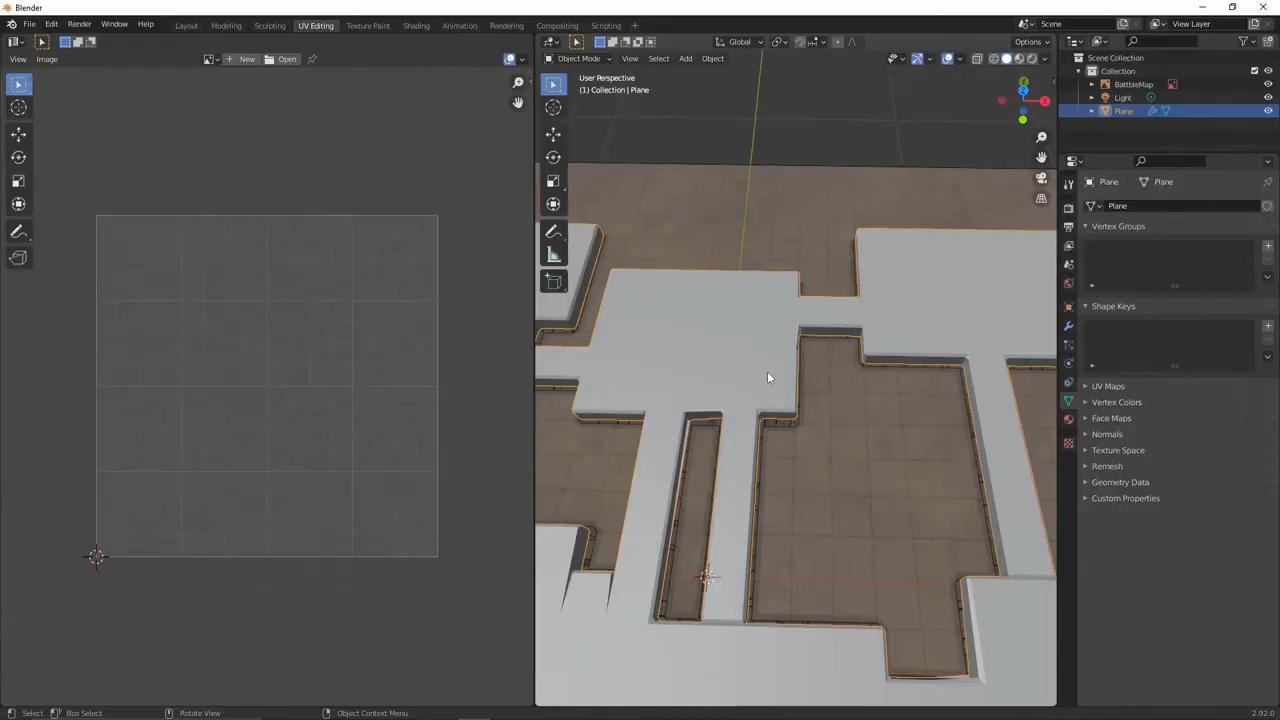 Blender
File Edit Render Window Help
Layout Modeling Sculpting UV Editing Texture Paint Shading Animation Rendering Compositing Scripting
Scene
View Layer
View Image
New Open
Global
Options
Object Mode View Select Add Object
User Perspective
(1) Collection | Plane
X
Z
Scene Collection
Collection
BattbleMap
Light
Plane
Plane Plane
Plane
Vertex Groups
Shape Keys
UV Maps
Vertex Colors
Face Maps
Normals
Texture Space
Remesh
Geometry Data
Custom Properties
Select Box Select Rotate View Object Context Menu
2.92.0